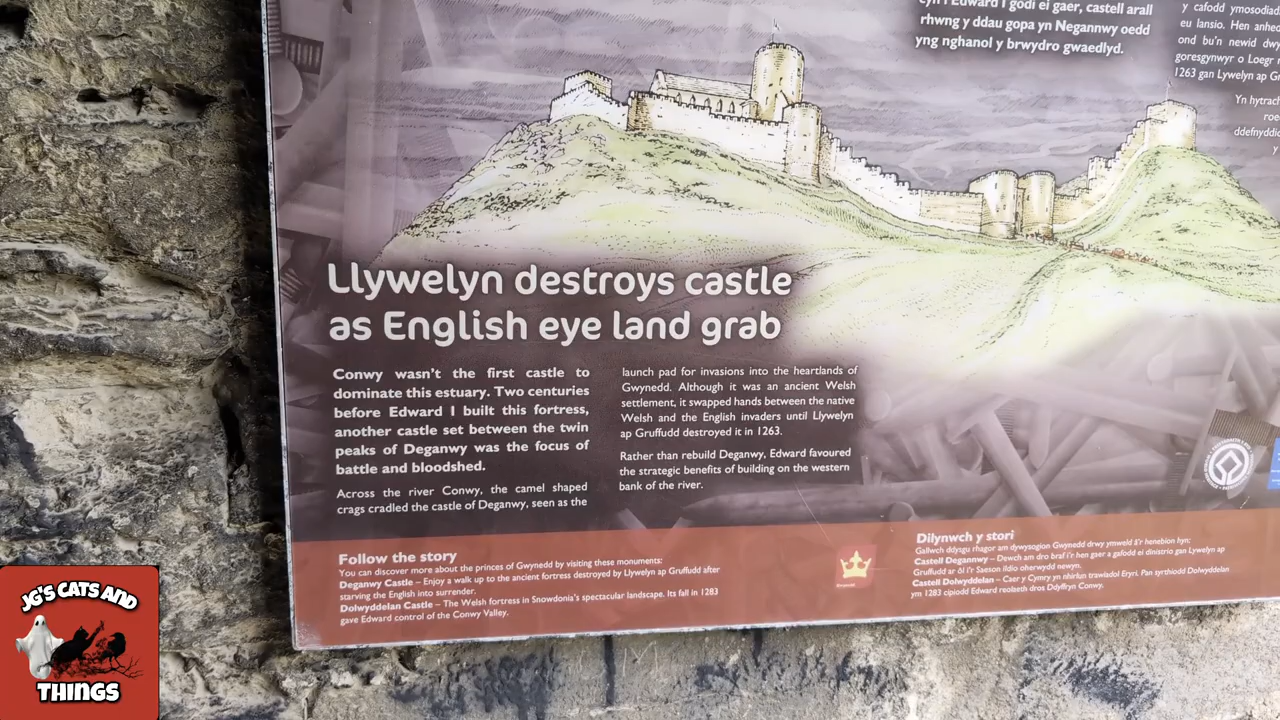 cyn i Edward I godi ei gaer, castell arall
rhwng y ddau gopa yn Negannwy oedd
yng nghanol y brwydro gwaedlyd.
y cafodd ymosodiad
eu lansio. Hen anhed
ond bu'n newid dwy
goresgynwyr o Loegr
1263 gan Lywelyn ap Gr
Yn hytrach
roe
ddefnyddio
y
Llywelyn destroys castle
as English eye land grab
Conwy wasn't the first castle to
dominate this estuary. Two centuries
before Edward I built this fortress,
another castle set between the twin
peaks of Deganwy was the focus of
battle and bloodshed.
Across the river Conwy, the camel shaped
crags cradled the castle of Deganwy, seen as the
launch pad for invasions into the heartlands of
Gwynedd. Although it was an ancient Welsh
settlement, it swapped hands between the native
Welsh and the English invaders until Llywelyn
ap Gruffudd destroyed it in 1263.
Rather than rebuild Deganwy, Edward favoured
the strategic benefits of building on the western
bank of the river.
Follow the story
You can discover more about the princes of Gwynedd by visiting these monuments:
Deganwy Castle – Enjoy a walk up to the ancient fortress destroyed by Llywelyn ap Gruffudd after
starving the English into surrender.
Dolwyddelan Castle – The Welsh fortress in Snowdonia's spectacular landscape. Its fall in 1283
gave Edward control of the Conwy Valley.
Dilynwch y stori
Gallwch ddysgu rhagor am dywysogion Gwynedd drwy ymweld â'r henebion hyn:
Castell Degannwy – Dewch am dro braf i'r hen gaer a gafodd ei dinistrio gan Lywelyn ap
Gruffudd ar ôl i'r Saeson ildio oherwydd newyn.
Castell Dolwyddelan – Caer y Cymry yn nhirlun trawiadol Eryri. Pan syrthiodd Dolwyddelan
ym 1283 cipiodd Edward reolaeth dros Ddyffryn Conwy.
JG'S CATS AND
THINGS